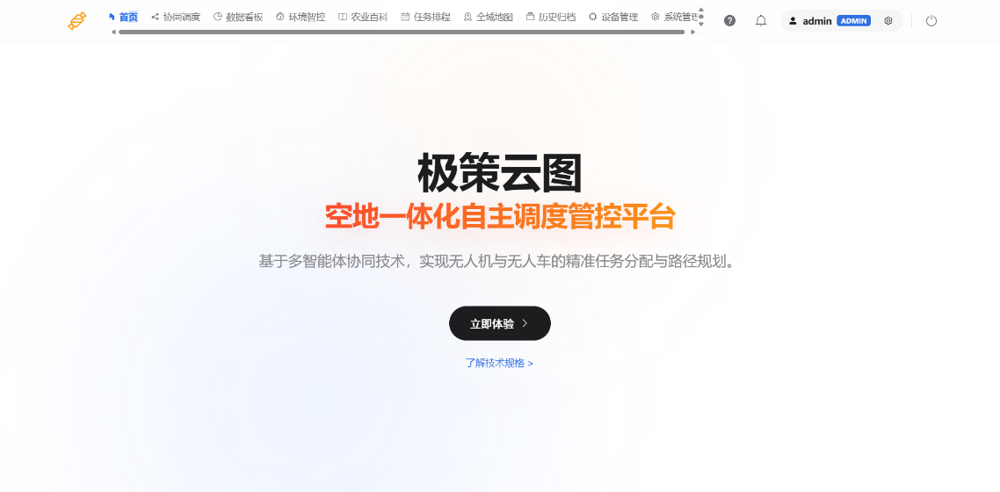 首页 协同调度 数据看板 环境智控 农业百科 任务排程 全域地图 历史归档 设备管理 系统管理 admin ADMIN
极策云图
空地一体化自主调度管控平台
基于多智能体协同技术，实现无人机与无人车的精准任务分配与路径规划。
立即体验
了解技术规格 >